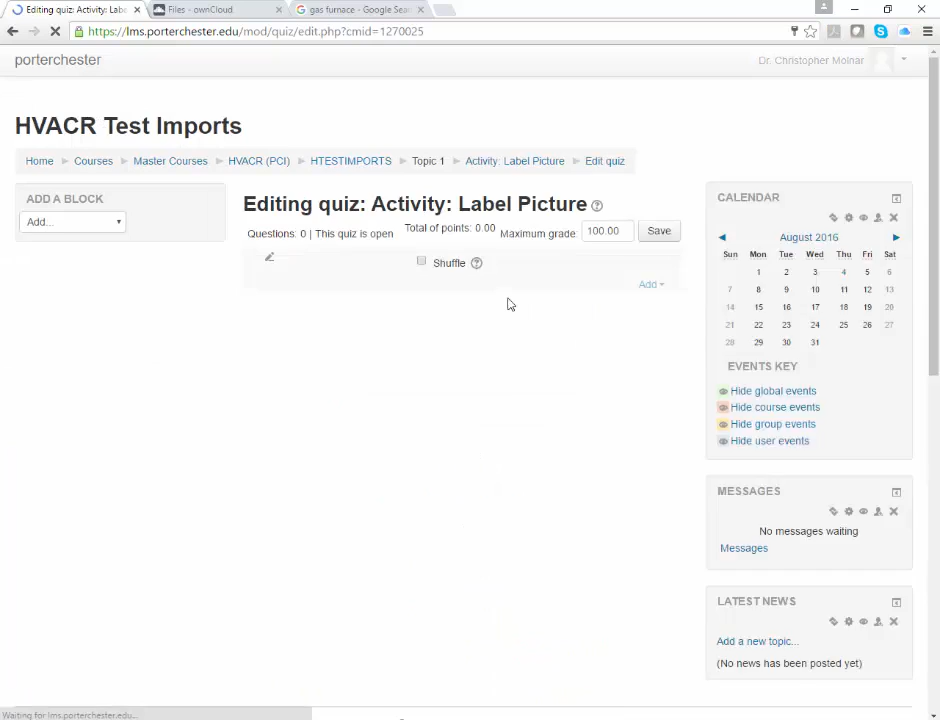 Editing quiz: Activity: Labe
Files - ownCloud
gas furnace - Google Sear
https://lms.porterchester.edu/mod/quiz/edit.php?cmid=1270025
porterchester
Dr. Christopher Molnar
HVACR Test Imports
Home Courses Master Courses HVACR (PCI) HTESTIMPORTS Topic 1 Activity: Label Picture Edit quiz
ADD A BLOCK
Add...
Editing quiz: Activity: Label Picture
Questions: 0 | This quiz is open
Total of points: 0.00
Maximum grade: 100.00 Save
Shuffle
Add
CALENDAR
August 2016
Sun Mon Tue Wed Thu Fri Sat
1 2 3 4 5 6
7 8 9 10 11 12 13
14 15 16 17 18 19 20
21 22 23 24 25 26 27
28 29 30 31
EVENTS KEY
Hide global events
Hide course events
Hide group events
Hide user events
MESSAGES
No messages waiting
Messages
LATEST NEWS
Add a new topic...
(No news has been posted yet)
Waiting for lms.porterchester.edu...